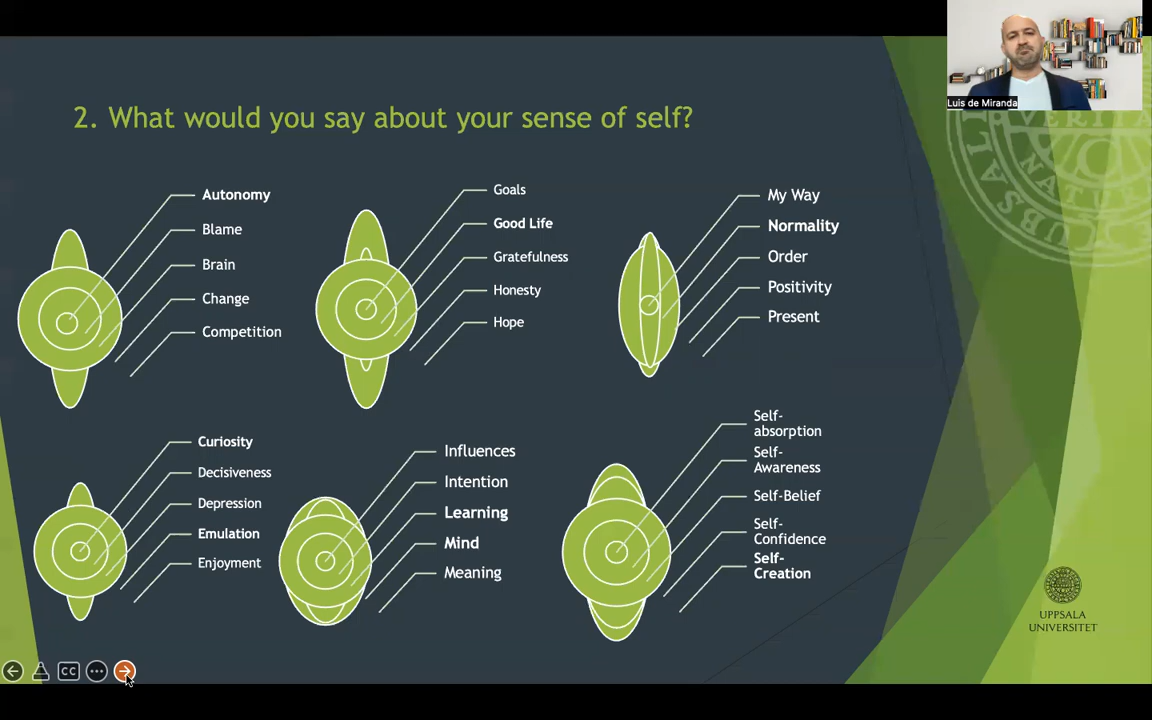 Luis de Miranda
2. What would you say about your sense of self?
Autonomy
Blame
Brain
Change
Competition
Goals
Good Life
Gratefulness
Honesty
Hope
My Way
Normality
Order
Positivity
Present
Curiosity
Decisiveness
Depression
Emulation
Enjoyment
Influences
Intention
Learning
Mind
Meaning
Self-
absorption
Self-
Awareness
Self-Belief
Self-
Confidence
Self-
Creation
UPPSALA
UNIVERSITET
CC